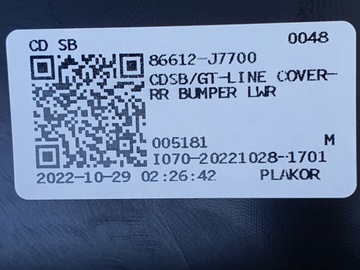 CD SB 0048
86612-J7700
CDSB/GT-LINE COVER-
RR BUMPER LWR
005181 M
I070-20221028-1701
2022-10-29 02:26:42 PLAKOR